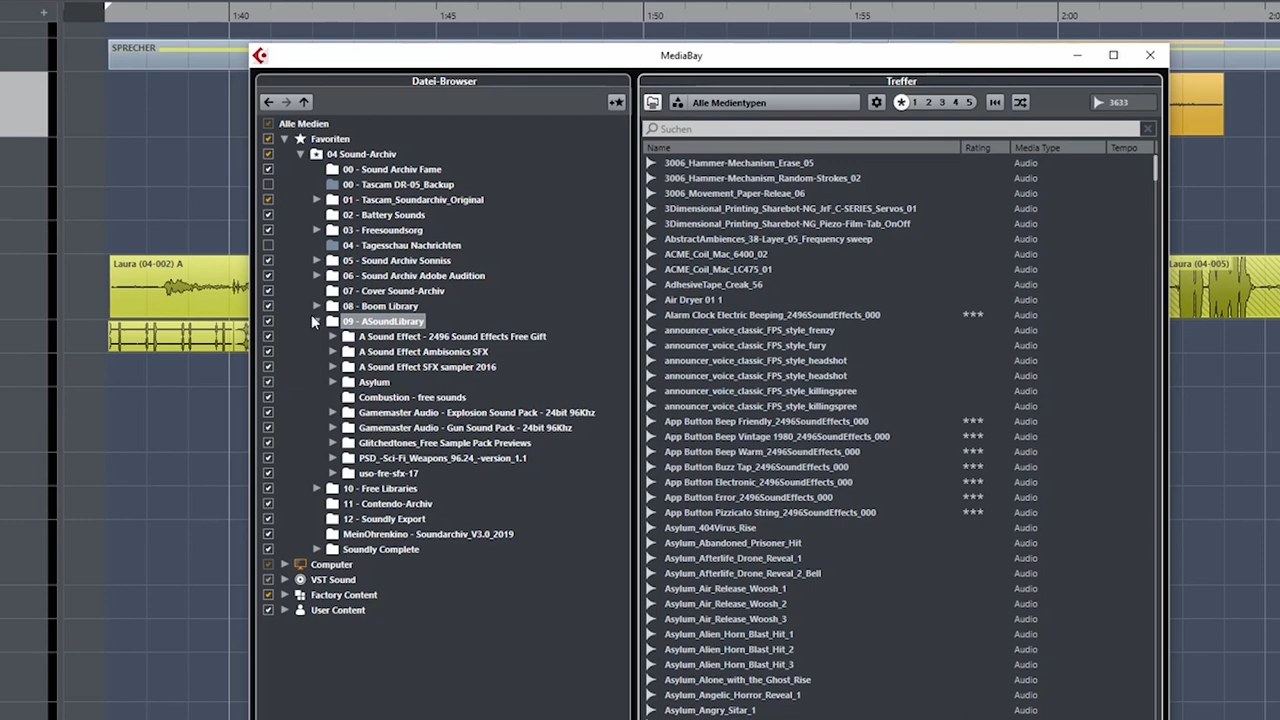 1:40 1:45 1:50 1:55 2:00
SPRECHER
MediaBay
Datei-Browser
Treffer
Alle Medientypen
1 2 3 4 5
3633
Alle Medien
Favoriten
04 Sound-Archiv
00 - Sound Archiv Fame
00 - Tascam DR-05_Backup
01 - Tascam_Soundarchiv_Original
02 - Battery Sounds
03 - Freesoundsorg
04 - Tagesschau Nachrichten
05 - Sound Archiv Sonniss
06 - Sound Archiv Adobe Audition
07 - Cover Sound-Archiv
08 - Boom Library
09 - ASoundLibrary
A Sound Effect - 2496 Sound Effects Free Gift
A Sound Effect Ambisonics SFX
A Sound Effect SFX sampler 2016
Asylum
Combustion - free sounds
Gamemaster Audio - Explosion Sound Pack - 24bit 96Khz
Gamemaster Audio - Gun Sound Pack - 24bit 96Khz
Glitchedtones_Free Sample Pack Previews
PSD_-Sci-Fi_Weapons_96.24_-version_1.1
uso-fre-sfx-17
10 - Free Libraries
11 - Contendo-Archiv
12 - Soundly Export
MeinOhrenkino - Soundarchiv_V3.0_2019
Soundly Complete
Computer
VST Sound
Factory Content
User Content
Suchen
Name Rating Media Type Tempo
3006_Hammer-Mechanism_Erase_05 Audio
3006_Hammer-Mechanism_Random-Strokes_02 Audio
3006_Movement_Paper-Releae_06 Audio
3Dimensional_Printing_Sharebot-NG_JrF_C-SERIES_Servos_01 Audio
3Dimensional_Printing_Sharebot-NG_Piezo-Film-Tab_OnOff Audio
AbstractAmbiences_38-Layer_05_Frequency sweep Audio
ACME_Coil_Mac_6400_02 Audio
ACME_Coil_Mac_LC475_01 Audio
AdhesiveTape_Creak_56 Audio
Air Dryer 01 1 Audio
Alarm Clock Electric Beeping_2496SoundEffects_000 *** Audio
announcer_voice_classic_FPS_style_frenzy Audio
announcer_voice_classic_FPS_style_fury Audio
announcer_voice_classic_FPS_style_headshot Audio
announcer_voice_classic_FPS_style_headshot Audio
announcer_voice_classic_FPS_style_killingspree Audio
announcer_voice_classic_FPS_style_killingspree Audio
App Button Beep Friendly_2496SoundEffects_000 *** Audio
App Button Beep Vintage 1980_2496SoundEffects_000 *** Audio
App Button Beep Warm_2496SoundEffects_000 *** Audio
App Button Buzz Tap_2496SoundEffects_000 *** Audio
App Button Electronic_2496SoundEffects_000 *** Audio
App Button Error_2496SoundEffects_000 *** Audio
App Button Pizzicato String_2496SoundEffects_000 *** Audio
Asylum_404Virus_Rise Audio
Asylum_Abandoned_Prisoner_Hit Audio
Asylum_Afterlife_Drone_Reveal_1 Audio
Asylum_Afterlife_Drone_Reveal_2_Bell Audio
Asylum_Air_Release_Woosh_1 Audio
Asylum_Air_Release_Woosh_2 Audio
Asylum_Air_Release_Woosh_3 Audio
Asylum_Alien_Horn_Blast_Hit_1 Audio
Asylum_Alien_Horn_Blast_Hit_2 Audio
Asylum_Alien_Horn_Blast_Hit_3 Audio
Asylum_Alone_with_the_Ghost_Rise Audio
Asylum_Angelic_Horror_Reveal_1 Audio
Asylum_Angry_Sitar_1 Audio
Laura (04-002) A
Laura (04-005)